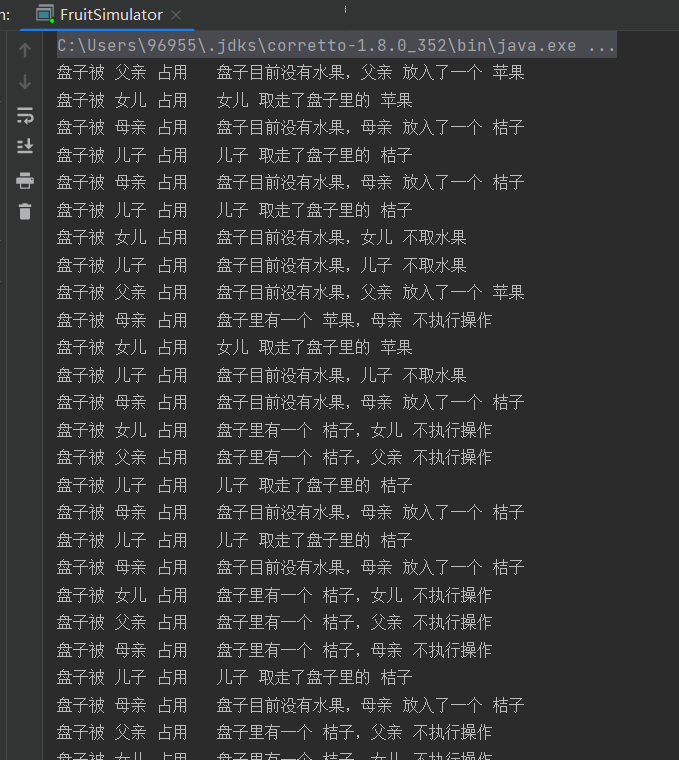 n: FruitSimulator
C:\Users\96955\.jdks\corretto-1.8.0_352\bin\java.exe ...
盘子被 父亲 占用 盘子目前没有水果，父亲 放入了一个 苹果
盘子被 女儿 占用 女儿 取走了盘子里的 苹果
盘子被 母亲 占用 盘子目前没有水果，母亲 放入了一个 桔子
盘子被 儿子 占用 儿子 取走了盘子里的 桔子
盘子被 母亲 占用 盘子目前没有水果，母亲 放入了一个 桔子
盘子被 儿子 占用 儿子 取走了盘子里的 桔子
盘子被 女儿 占用 盘子目前没有水果，女儿 不取水果
盘子被 儿子 占用 盘子目前没有水果，儿子 不取水果
盘子被 父亲 占用 盘子目前没有水果，父亲 放入了一个 苹果
盘子被 母亲 占用 盘子里有一个 苹果，母亲 不执行操作
盘子被 女儿 占用 女儿 取走了盘子里的 苹果
盘子被 儿子 占用 盘子目前没有水果，儿子 不取水果
盘子被 母亲 占用 盘子目前没有水果，母亲 放入了一个 桔子
盘子被 女儿 占用 盘子里有一个 桔子，女儿 不执行操作
盘子被 父亲 占用 盘子里有一个 桔子，父亲 不执行操作
盘子被 儿子 占用 儿子 取走了盘子里的 桔子
盘子被 母亲 占用 盘子目前没有水果，母亲 放入了一个 桔子
盘子被 儿子 占用 儿子 取走了盘子里的 桔子
盘子被 母亲 占用 盘子目前没有水果，母亲 放入了一个 桔子
盘子被 女儿 占用 盘子里有一个 桔子，女儿 不执行操作
盘子被 父亲 占用 盘子里有一个 桔子，父亲 不执行操作
盘子被 母亲 占用 盘子里有一个 桔子，母亲 不执行操作
盘子被 儿子 占用 儿子 取走了盘子里的 桔子
盘子被 母亲 占用 盘子目前没有水果，母亲 放入了一个 桔子
盘子被 父亲 占用 盘子里有一个 桔子，父亲 不执行操作
盘子被 女儿 占用 盘子里有一个 桔子，女儿 不执行操作